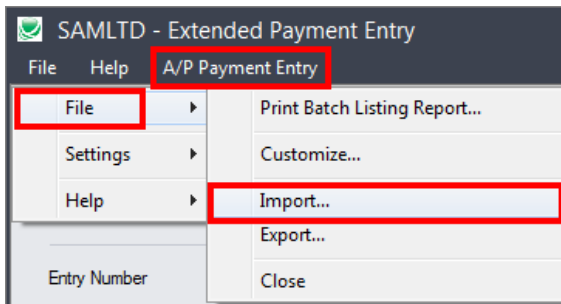 SAMLTD - Extended Payment Entry
File Help A/P Payment Entry
File
Settings
Help
Print Batch Listing Report...
Customize...
Import...
Export...
Close
Entry Number